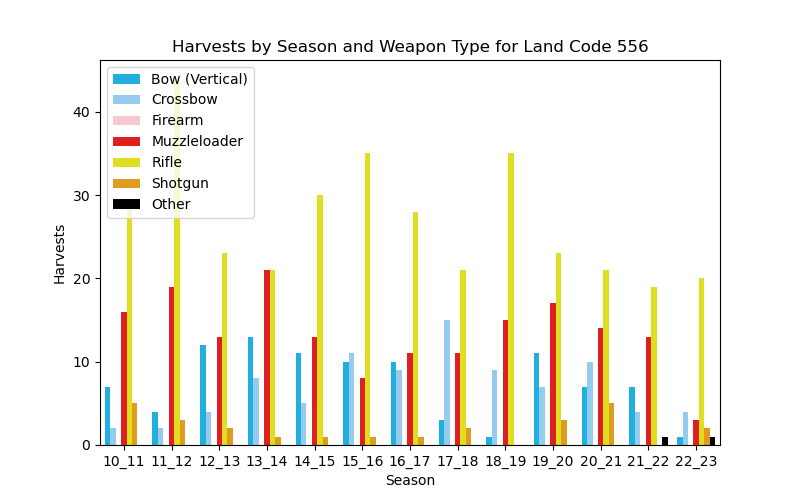 Harvests by Season and Weapon Type for Land Code 556
Bow (Vertical)
Crossbow
Firearm
Muzzleloader
Rifle
Shotgun
Other
40
30
20
10
0
Harvests
10_11 11_12 12_13 13_14 14_15 15_16 16_17 17_18 18_19 19_20 20_21 21_22 22_23
Season